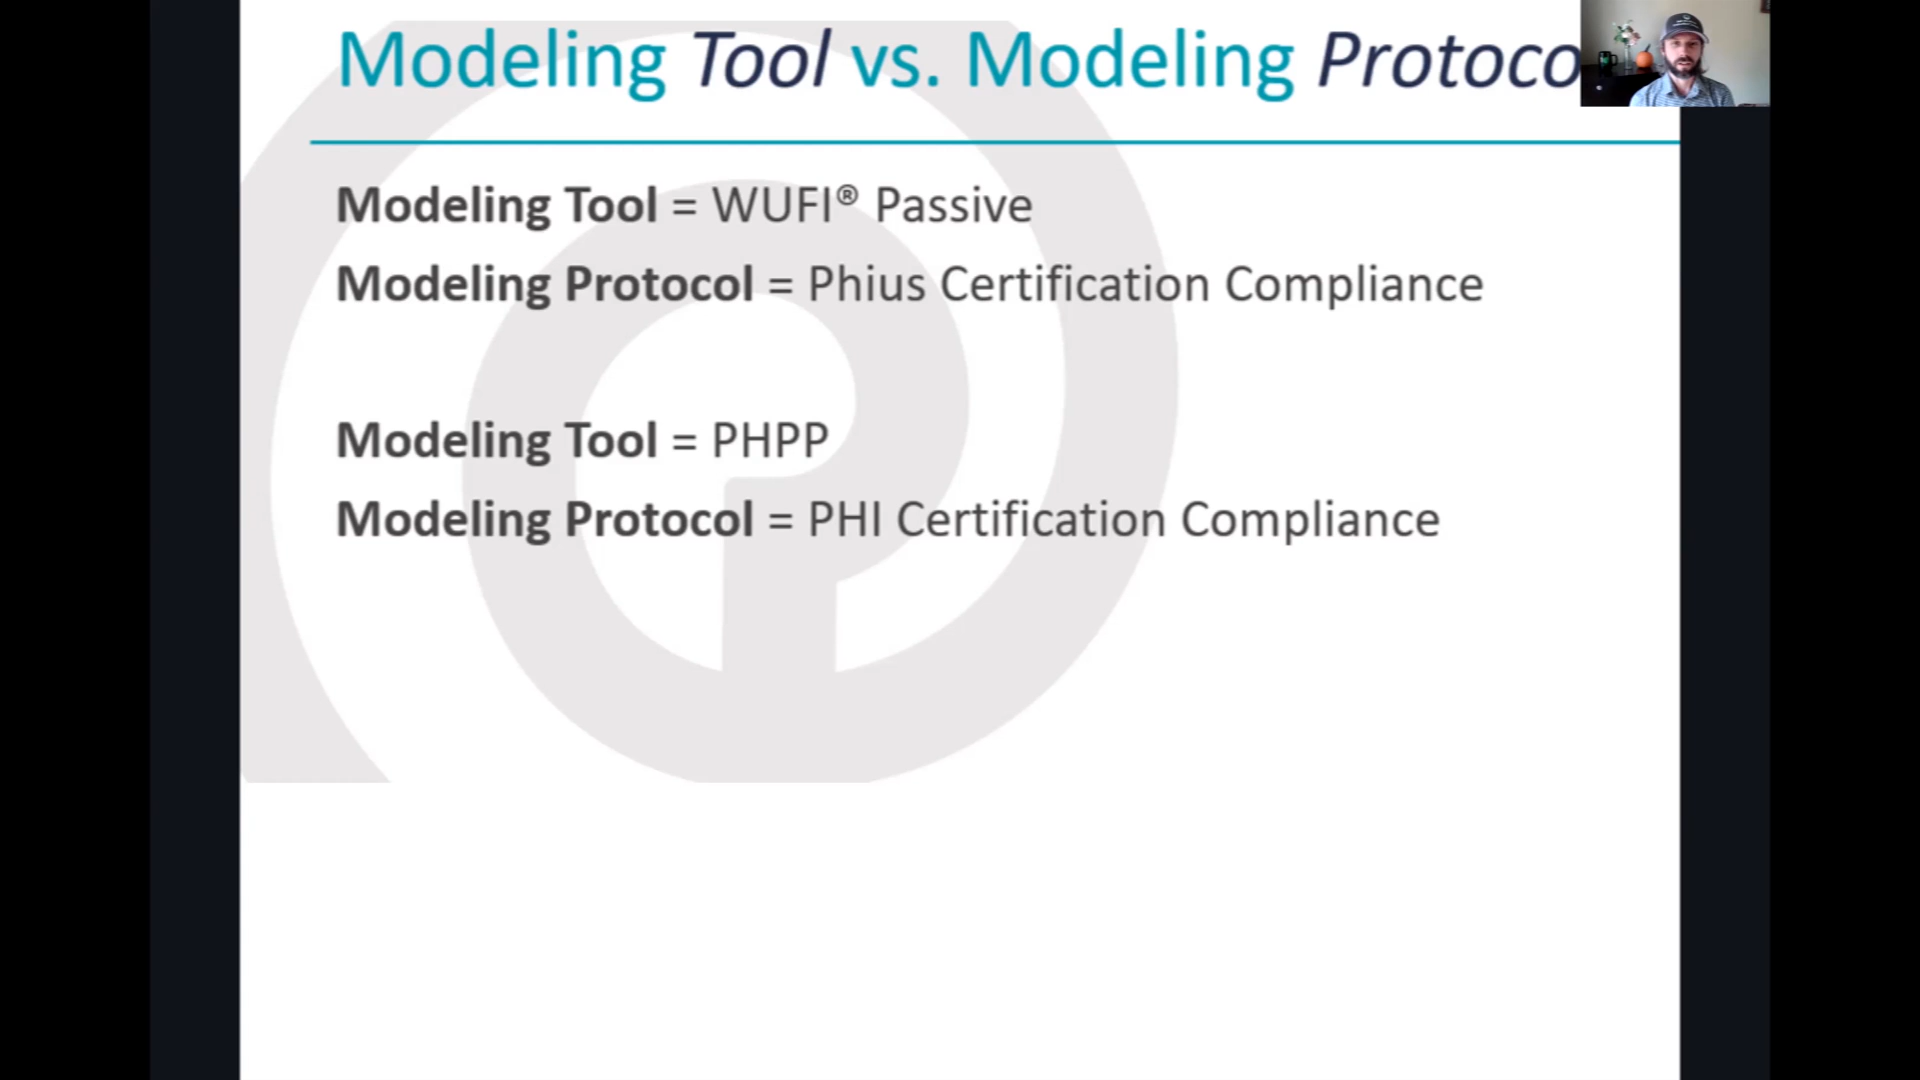 Modeling Tool vs. Modeling Protoco
Modeling Tool = WUFI® Passive
Modeling Protocol = Phius Certification Compliance
Modeling Tool = PHPP
Modeling Protocol = PHI Certification Compliance